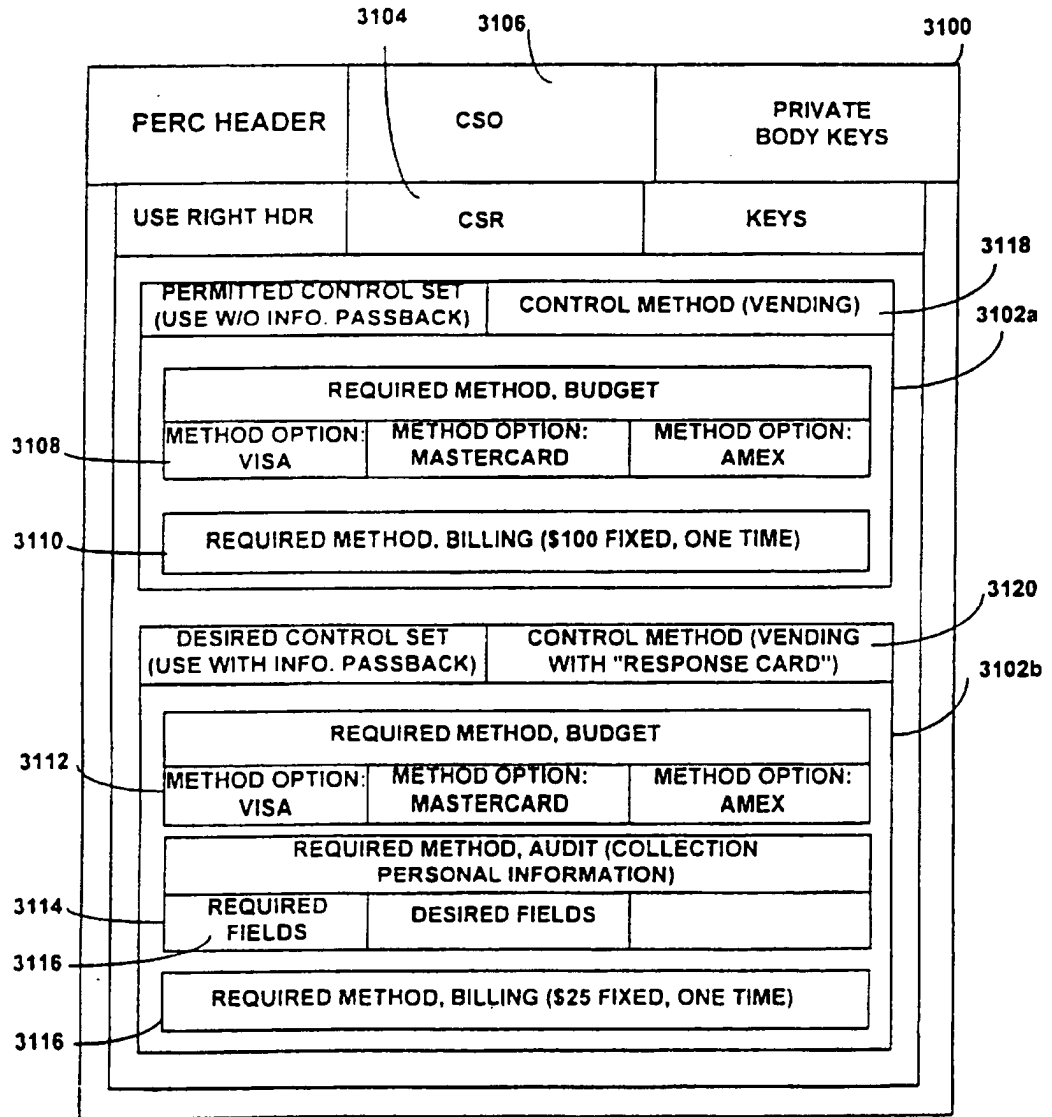 3104
3106
3100
PERC HEADER
CSO
PRIVATE
BODY KEYS
USE RIGHT HDR
CSR
KEYS
3118
PERMITTED CONTROL SET
(USE W/O INFO. PASSBACK)
CONTROL METHOD (VENDING)
3102a
REQUIRED METHOD, BUDGET
3108
METHOD OPTION:
VISA
METHOD OPTION:
MASTERCARD
METHOD OPTION:
AMEX
3110
REQUIRED METHOD. BILLING ($100 FIXED, ONE TIME)
3120
DESIRED CONTROL SET
(USE WITH INFO. PASSBACK)
CONTROL METHOD (VENDING
WITH "RESPONSE CARD")
3102b
REQUIRED METHOD, BUDGET
3112
METHOD OPTION:
VISA
METHOD OPTION:
MASTERCARD
METHOD OPTION:
AMEX
REQUIRED METHOD, AUDIT (COLLECTION
PERSONAL INFORMATION)
3114
REQUIRED
FIELDS
DESIRED FIELDS
3116
REQUIRED METHOD, BILLING ($25 FIXED, ONE TIME)
3116